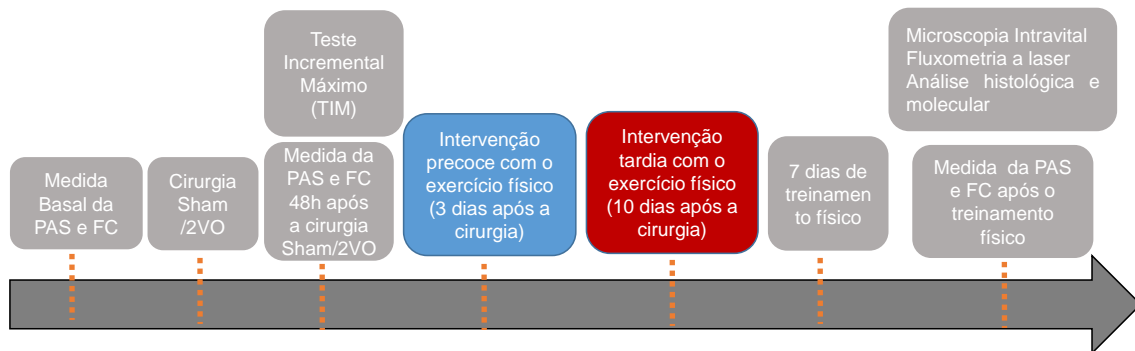 Teste
Incremental
Máximo
(TIM)
Microscopia Intravital
Fluxometria a laser
Análise histológica e
molecular
Medida
Basal da
PAS e FC
Cirurgia
Sham
/2VO
Medida da
PAS e FC
48h após
a cirurgia
Sham/2VO
Intervenção
precoce com o
exercício físico
(3 dias após a
cirurgia)
Intervenção
tardia com o
exercício físico
(10 dias após a
cirurgia)
7 dias de
treinamen
to físico
Medida da PAS
e FC após o
treinamento
físico